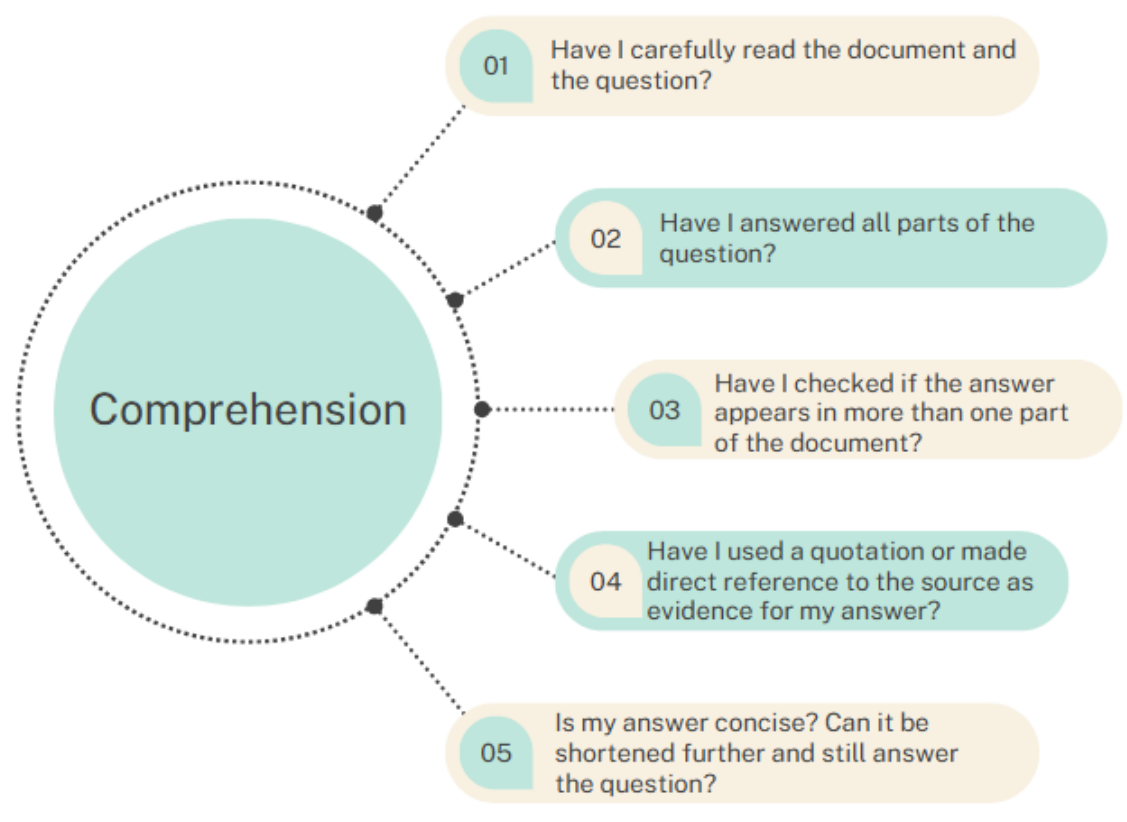 01
Have I carefully read the document and
the question?
02
Have I answered all parts of the
question?
Comprehension
03
Have I checked if the answer
appears in more than one part
of the document?
04
Have I used a quotation or made
direct reference to the source as
evidence for my answer?
05
Is my answer concise? Can it be
shortened further and still answer
the question?